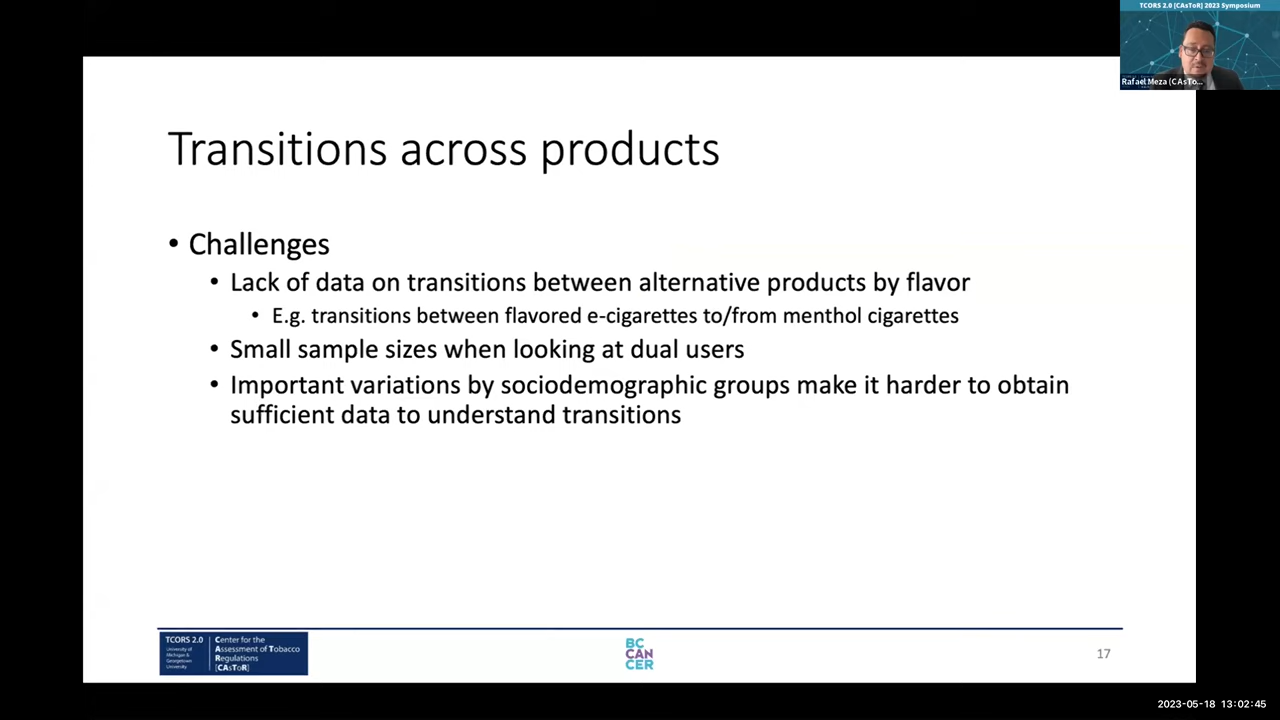 TCORS 2.0 [CAsToR] 2023 Symposium
Rafael Meza (CAsTo...
Transitions across products
• Challenges
• Lack of data on transitions between alternative products by flavor
• E.g. transitions between flavored e-cigarettes to/from menthol cigarettes
• Small sample sizes when looking at dual users
• Important variations by sociodemographic groups make it harder to obtain
sufficient data to understand transitions
TCORS 2.0
University of
Michigan &
Georgetown
University
Center for the
Assessment of Tobacco
Regulations
[CAsToR]
BC
CAN
CER
17
2023-05-18 13:02:45